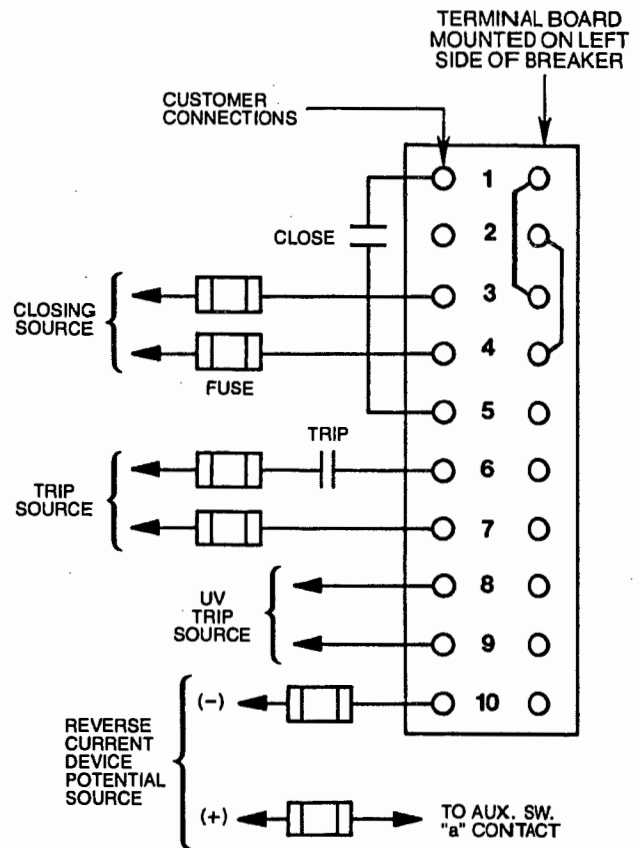 TERMINAL BOARD
MOUNTED ON LEFT
SIDE OF BREAKER
CUSTOMER
CONNECTIONS
1
CLOSE
2
3
CLOSING
SOURCE
4
FUSE
5
TRIP
6
TRIP
SOURCE
7
8
UV
TRIP
SOURCE
9
(-)
10
REVERSE
CURRENT
DEVICE
POTENTIAL
SOURCE
(+)
TO AUX. SW.
"a" CONTACT